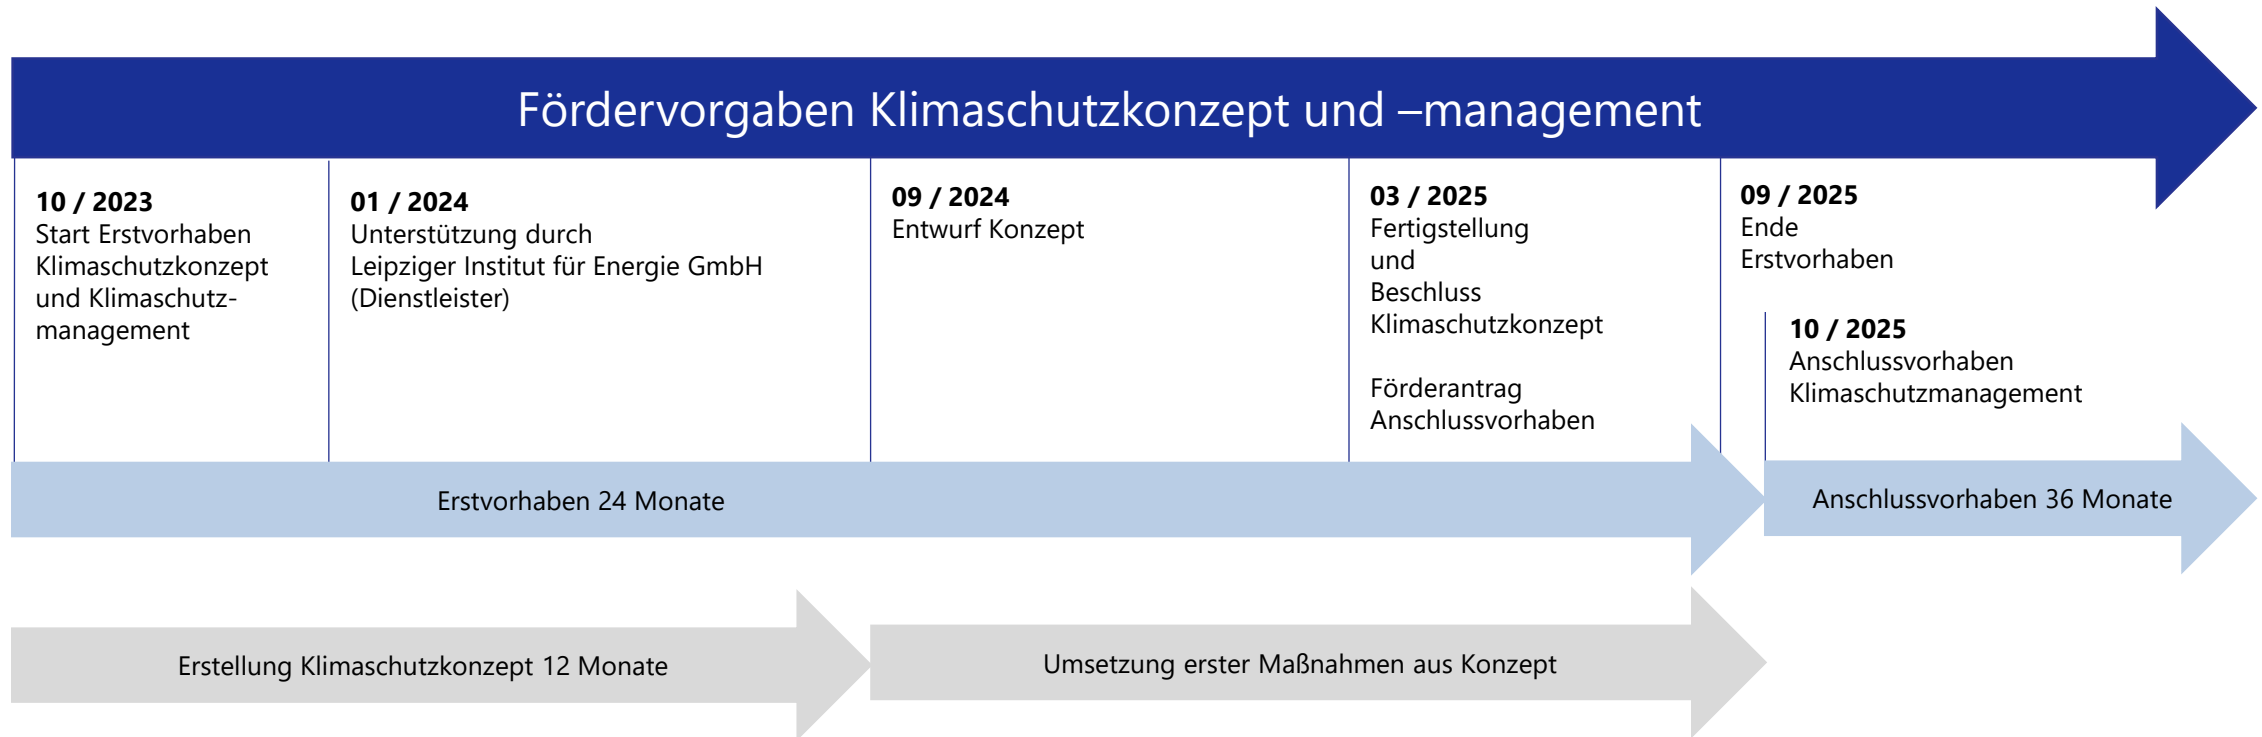 Fördervorgaben Klimaschutzkonzept und –management
10 / 2023
Start Erstvorhaben
Klimaschutzkonzept
und Klimaschutz-
management
01 / 2024
Unterstützung durch
Leipziger Institut für Energie GmbH
(Dienstleister)
09 / 2024
Entwurf Konzept
03 / 2025
Fertigstellung
und
Beschluss
Klimaschutzkonzept
Förderantrag
Anschlussvorhaben
09 / 2025
Ende
Erstvorhaben
10 / 2025
Anschlussvorhaben
Klimaschutzmanagement
Erstvorhaben 24 Monate
Anschlussvorhaben 36 Monate
Erstellung Klimaschutzkonzept 12 Monate
Umsetzung erster Maßnahmen aus Konzept